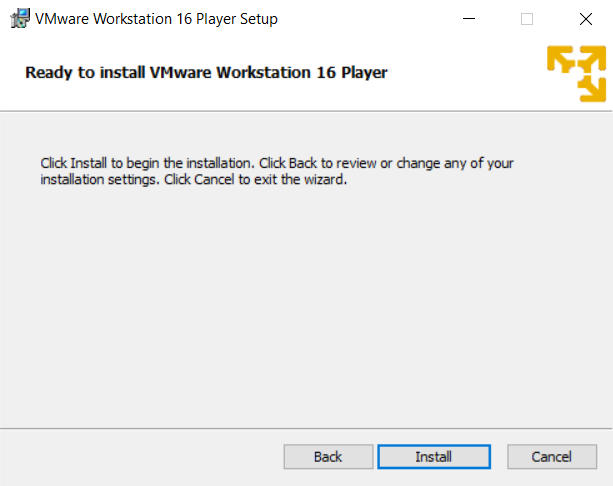 VMware Workstation 16 Player Setup
Ready to install VMware Workstation 16 Player
Click Install to begin the installation. Click Back to review or change any of your
installation settings. Click Cancel to exit the wizard.
Back Install Cancel